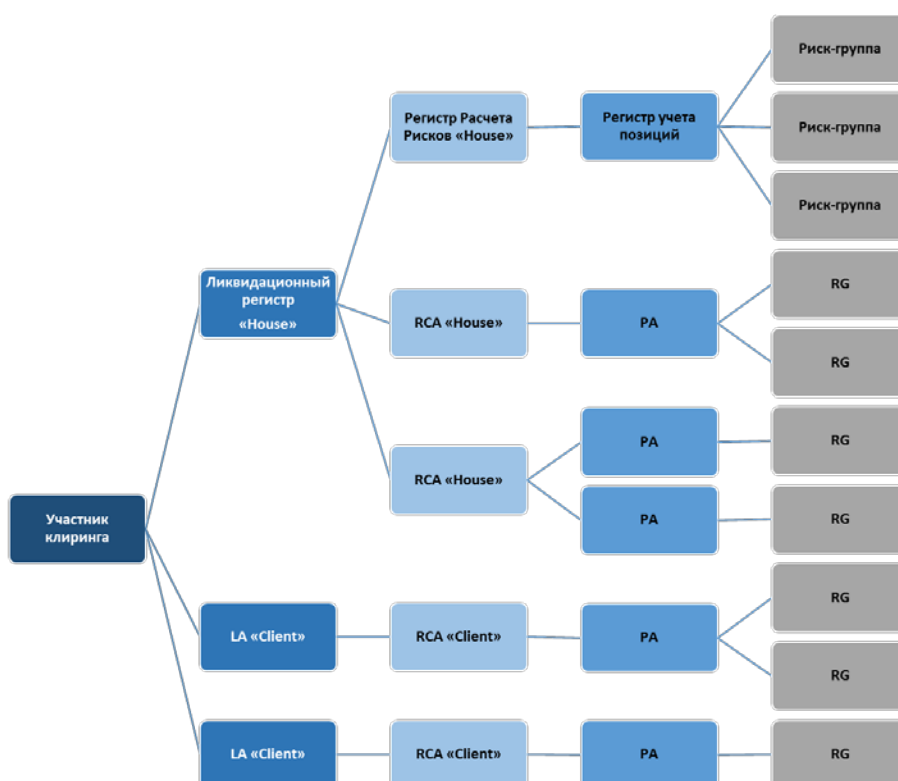 Риск-группа
Регистр Расчета
Рисков «House»
Регистр учета
позиций
Риск-группа
Риск-группа
Ликвидационный
регистр
«House»
RG
RCA «House»
PA
RG
PA
RG
RCA «House»
PA
RG
Участник
клиринга
RG
LA «Client»
RCA «Client»
PA
RG
LA «Client»
RCA «Client»
PA
RG